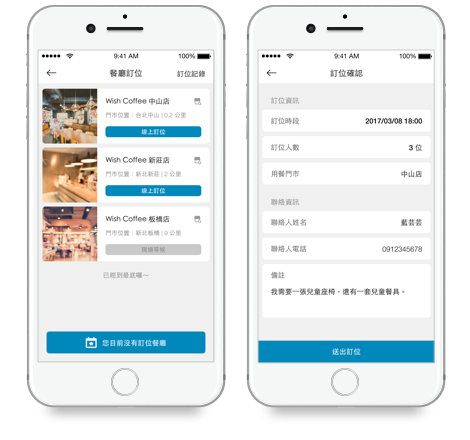 9:41 AM
100%
餐廳訂位
訂位記錄
Wish Coffee 中山店
門市位置：台北中山 | 0.2 公里
線上訂位
Wish Coffee 新莊店
門市位置：新北新莊 | 2 公里
線上訂位
Wish Coffee 板橋店
門市位置：新北板橋 | 9 公里
已經到最底囉～
您目前沒有訂位餐廳
9:41 AM
100%
訂位確認
訂位資訊
訂位時段
2017/03/08 18:00
訂位人數
3 位
用餐門市
中山店
聯絡資訊
聯絡人姓名
藍芸芸
聯絡人電話
0912345678
備註
我需要一張兒童座椅，還有一套兒童餐具。
送出訂位